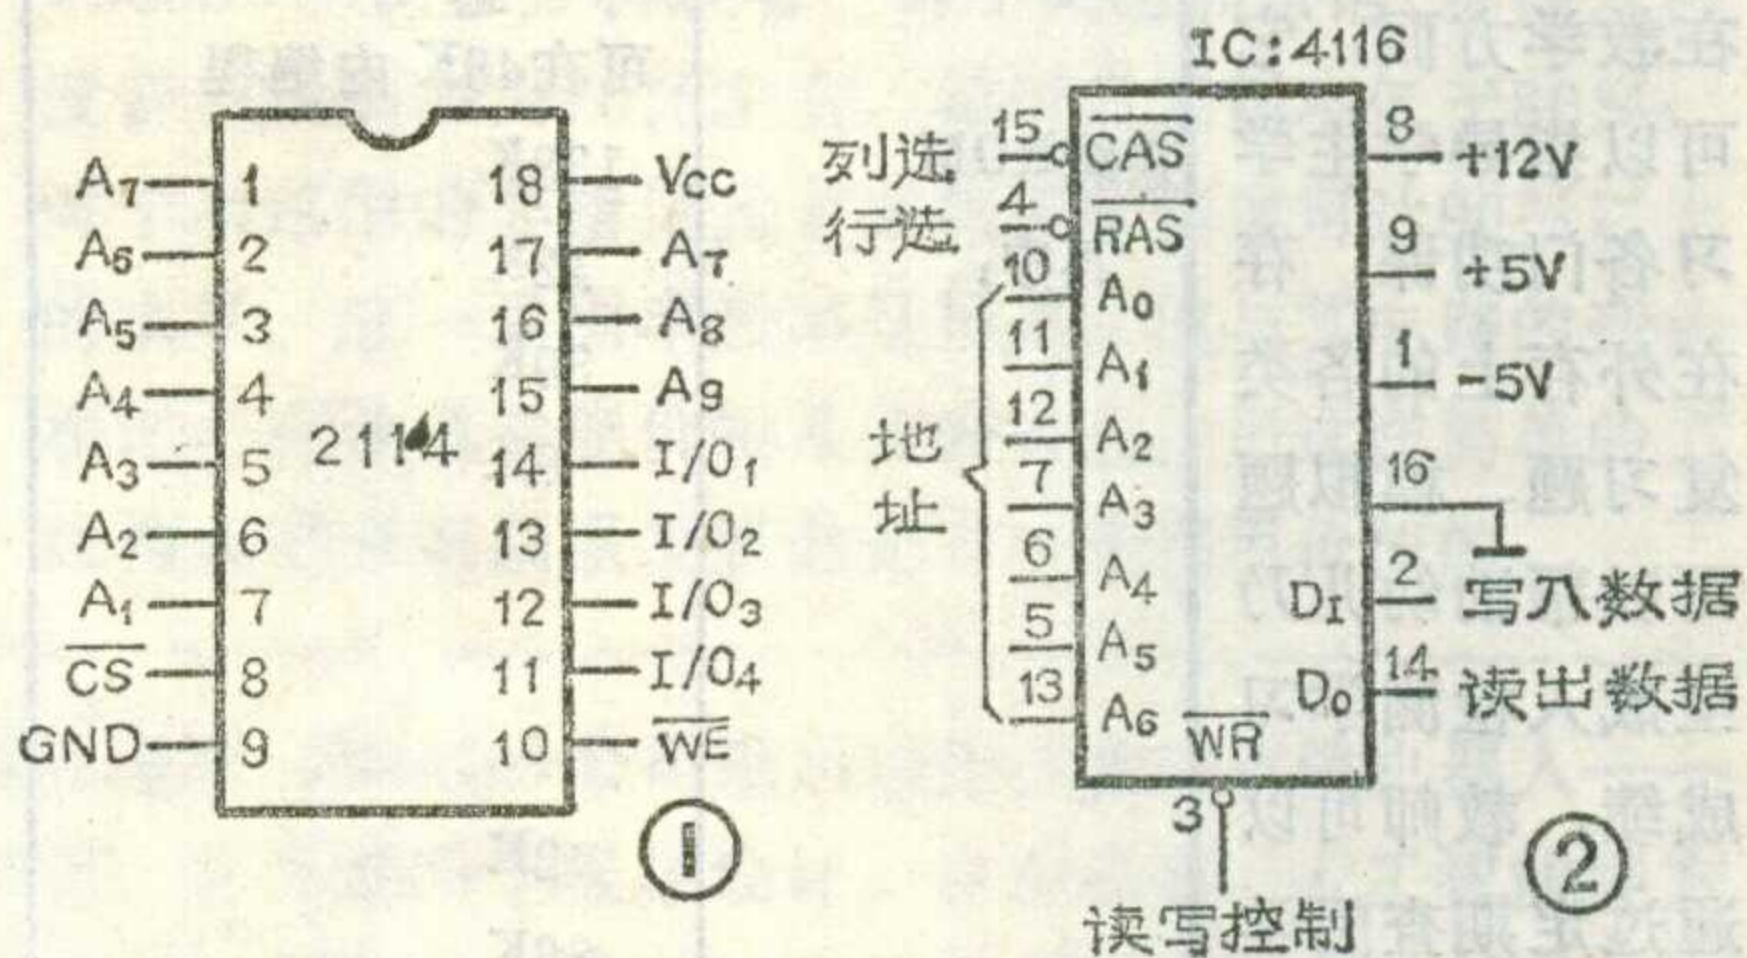 A7 1 18 Vcc
A6 2 17 A7
A5 3 16 A8
A4 4 15 A9
A3 5 2114 14 I/O1
A2 6 13 I/O2
A1 7 12 I/O3
CS 8 11 I/O4
GND 9 10 WE
①
IC:4116
列选 15 CAS 8 +12V
行选 4 RAS
10 A0 9 +5V
11 A1 1 -5V
12 A2
地址
7 A3 16
6 A4
DI 2 写入数据
5 A5
13 A6
D0 14 读出数据
WR
3
读写控制
②